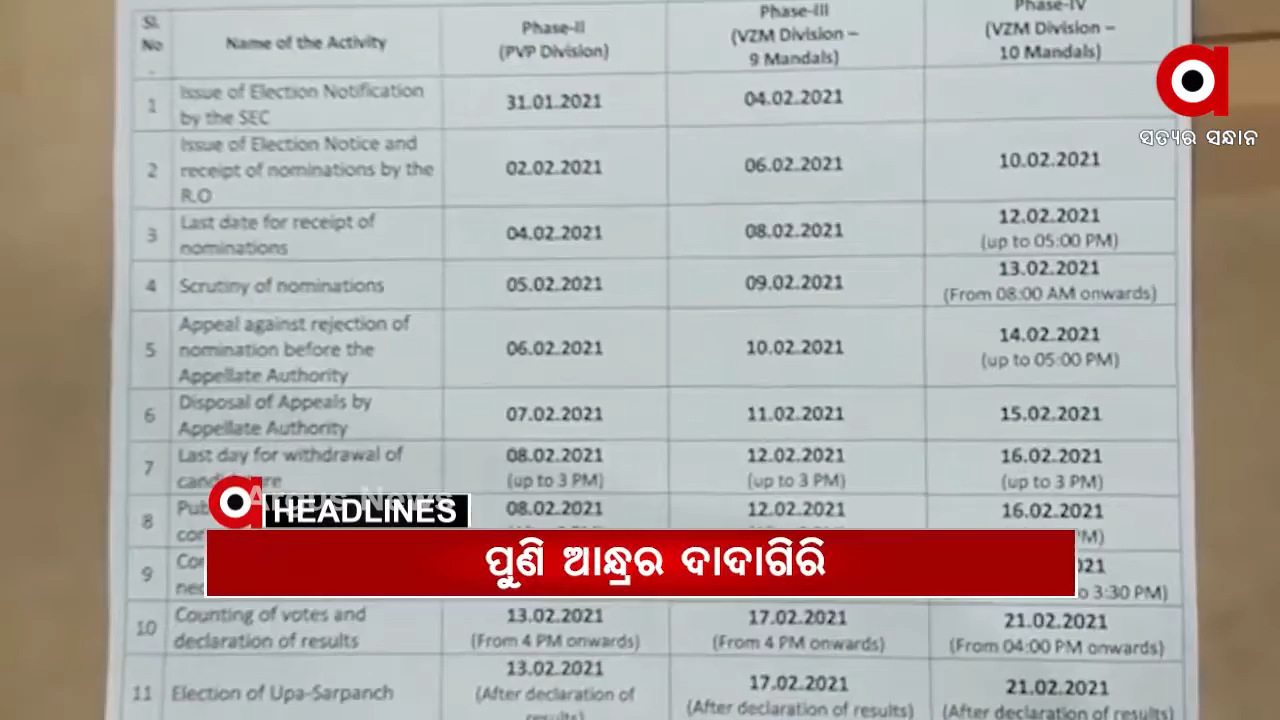 Sl. No . Name of the Activity Phase-II (PVP Division) Phase-III (VZM Division – 9 Mandals) Phase-IV (VZM Division – 10 Mandals)
ସତ୍ୟର ସନ୍ଧାନ
1 Issue of Election Notification by the SEC 31.01.2021 04.02.2021
2 Issue of Election Notice and receipt of nominations by the R.O 02.02.2021 06.02.2021 10.02.2021
3 Last date for receipt of nominations 04.02.2021 08.02.2021 12.02.2021 (up to 05:00 PM)
4 Scrutiny of nominations 05.02.2021 09.02.2021 13.02.2021 (From 08:00 AM onwards)
5 Appeal against rejection of nomination before the Appellate Authority 06.02.2021 10.02.2021 14.02.2021 (up to 05:00 PM)
6 Disposal of Appeals by Appellate Authority 07.02.2021 11.02.2021 15.02.2021
7 Last day for withdrawal of 08.02.2021 (up to 3 PM) 12.02.2021 (up to 3 PM) 16.02.2021 (up to 3 PM)
8 08.02.2021 12.02.2021 16.02.2021
Argus News
HEADLINES
ପୁଣି ଆନ୍ଧ୍ରର ଦାଦାଗିରି
9 3:30 PM)
10 Counting of votes and declaration of results 13.02.2021 (From 4 PM onwards) 17.02.2021 (From 4 PM onwards) 21.02.2021 (From 04:00 PM onwards)
11 Election of Upa-Sarpanch 13.02.2021 (After declaration of results) 17.02.2021 (After declaration of results) 21.02.2021 (After declaration of results)